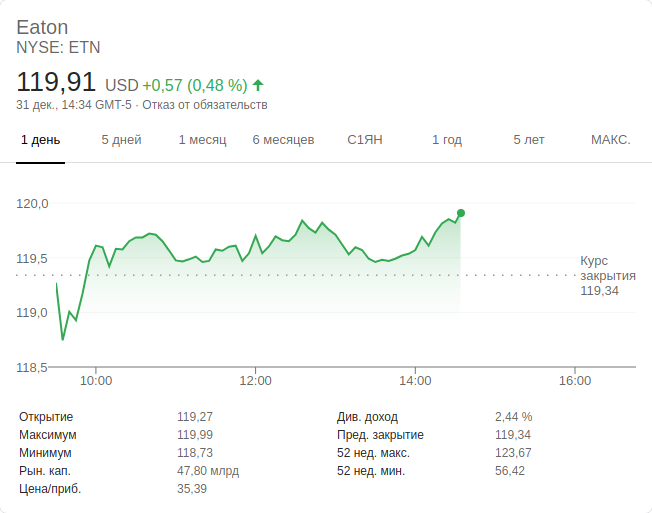 Eaton
NYSE: ETN
119,91 USD +0,57 (0,48 %)
31 дек., 14:34 GMT-5 · Отказ от обязательств
1 день 5 дней 1 месяц 6 месяцев С1ЯН 1 год 5 лет МАКС.
120,0
119,5
119,0
118,5
Курс
закрытия
119,34
10:00 12:00 14:00 16:00
Открытие 119,27 Див. доход 2,44 %
Максимум 119,99 Пред. закрытие 119,34
Минимум 118,73 52 нед. макс. 123,67
Рын. кап. 47,80 млрд 52 нед. мин. 56,42
Цена/приб. 35,39